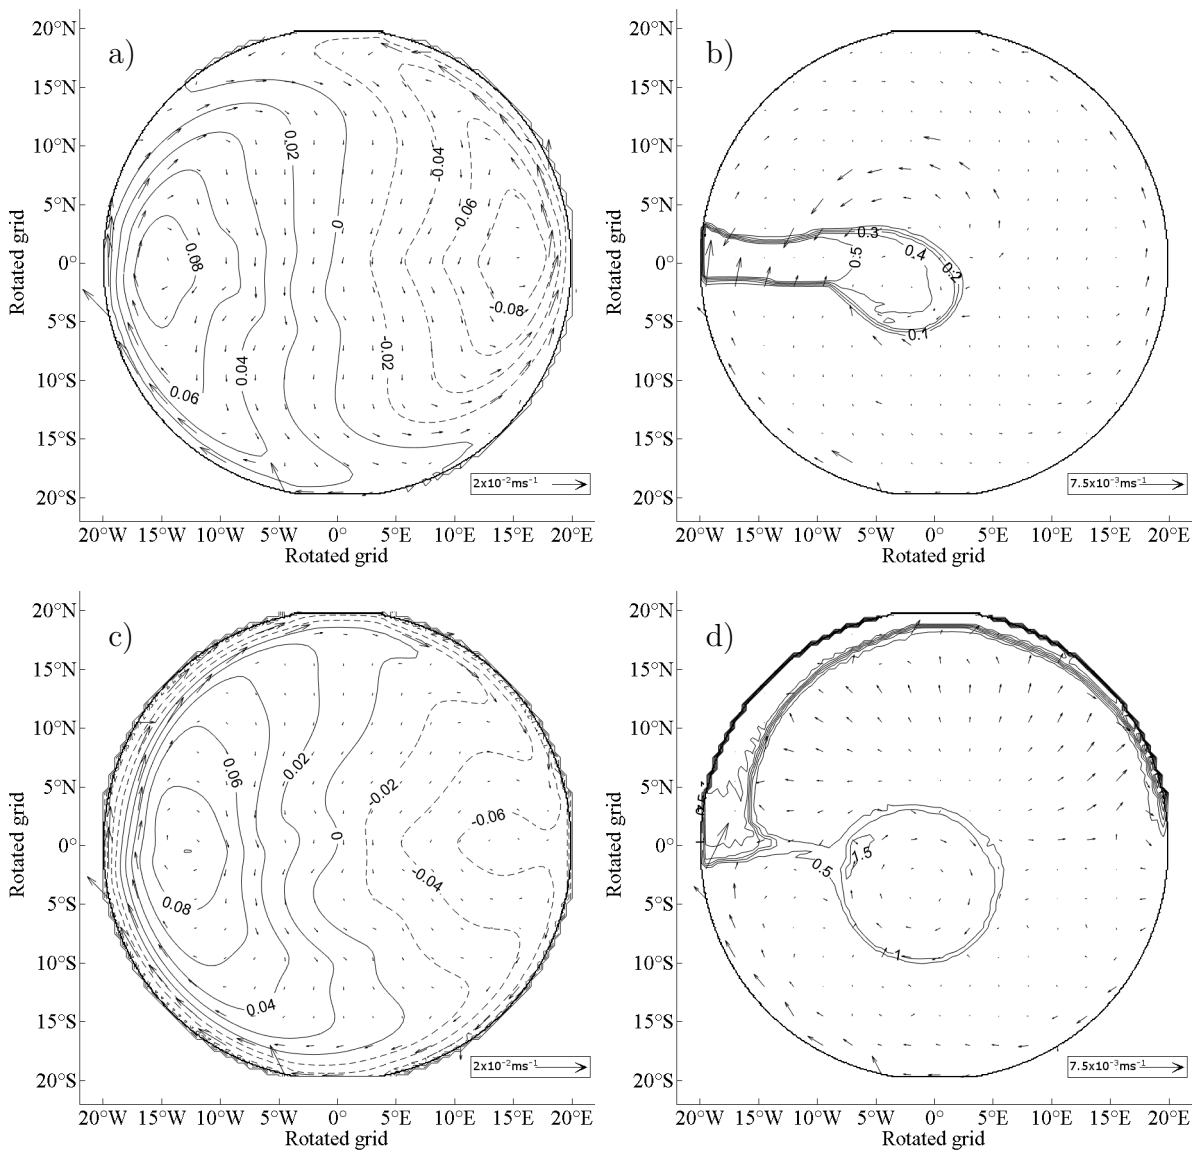 a)
20°N
15°N
10°N
5°N
0°
5°S
10°S
15°S
20°S
Rotated grid
0.02
-0.04
-0.06
0
0.08
-0.08
-0.02
0.04
0.06
2x10⁻²ms⁻¹
20°W 15°W 10°W 5°W 0° 5°E 10°E 15°E 20°E
Rotated grid
b)
20°N
15°N
10°N
5°N
0°
5°S
10°S
15°S
20°S
Rotated grid
0.3
0.5
0.4
0.2
0.1
7.5x10⁻³ms⁻¹
20°W 15°W 10°W 5°W 0° 5°E 10°E 15°E 20°E
Rotated grid
c)
20°N
15°N
10°N
5°N
0°
5°S
10°S
15°S
20°S
Rotated grid
0.06
0.02
-0.02
-0.06
0
-0.04
0.08
0.04
2x10⁻²ms⁻¹
20°W 15°W 10°W 5°W 0° 5°E 10°E 15°E 20°E
Rotated grid
d)
20°N
15°N
10°N
5°N
0°
5°S
10°S
15°S
20°S
Rotated grid
1.5
0.5
1
7.5x10⁻³ms⁻¹
20°W 15°W 10°W 5°W 0° 5°E 10°E 15°E 20°E
Rotated grid